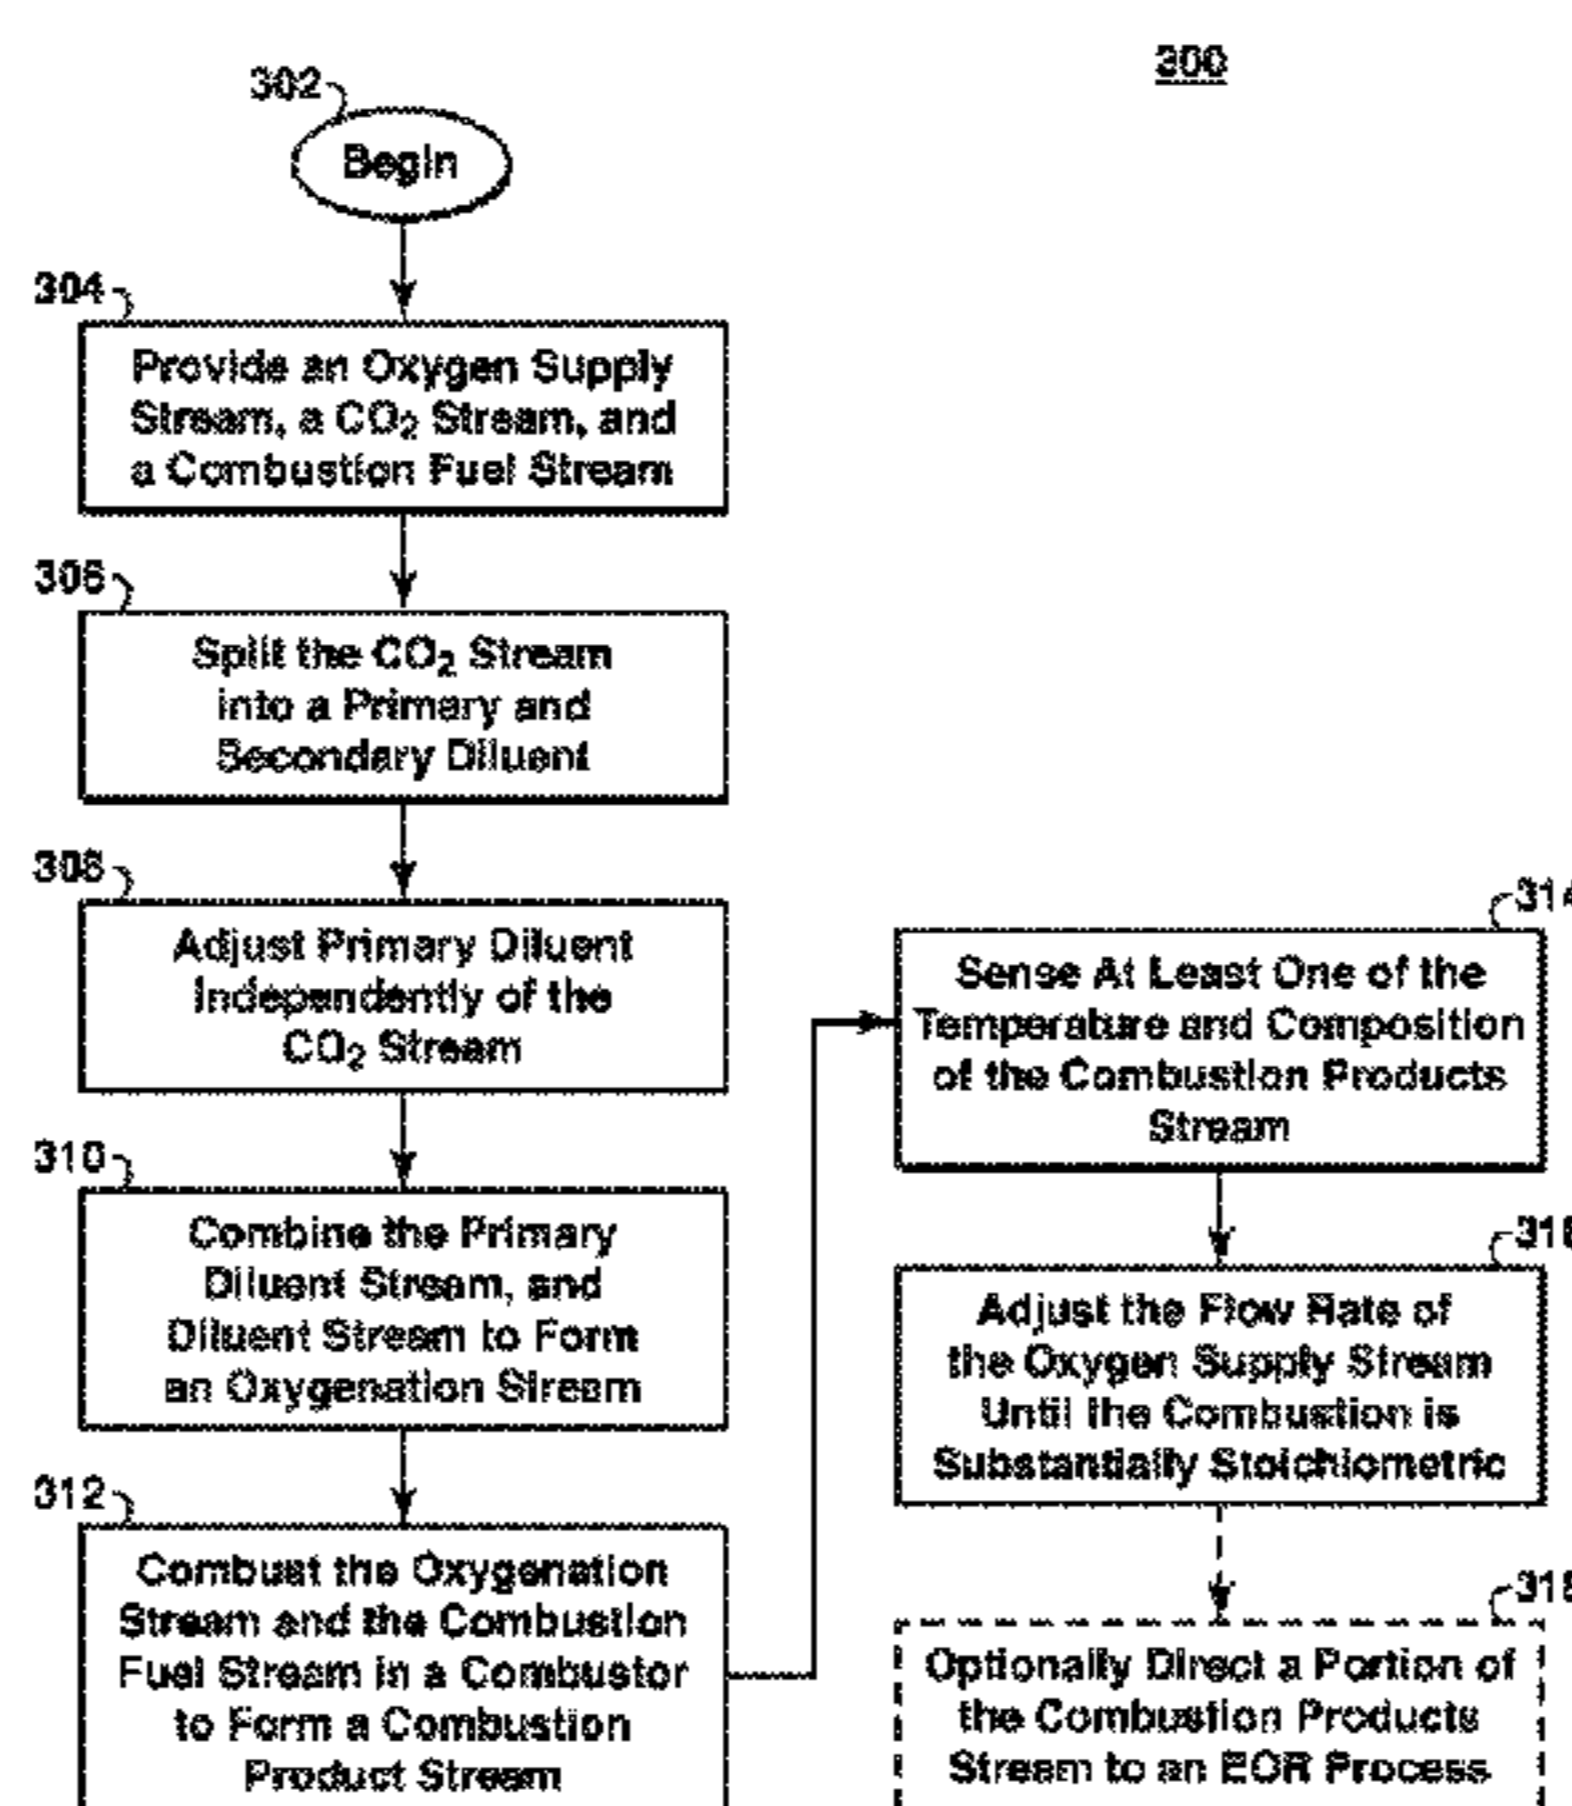 300
302
Begin
304
Provide an Oxygen Supply
Stream, a CO2 Stream, and
a Combustion Fuel Stream
306
Split the CO2 Stream
into a Primary and
Secondary Diluent
308
Adjust Primary Diluent
Independently of the
CO2 Stream
310
Combine the Primary
Diluent Stream, and
Diluent Stream to Form
an Oxygenation Stream
312
Combust the Oxygenation
Stream and the Combustion
Fuel Stream in a Combustor
to Form a Combustion
Product Stream
314
Sense At Least One of the
Temperature and Composition
of the Combustion Products
Stream
316
Adjust the Flow Rate of
the Oxygen Supply Stream
Until the Combustion is
Substantially Stoichiometric
318
Optionally Direct a Portion of
the Combustion Products
Stream to an EOR Process